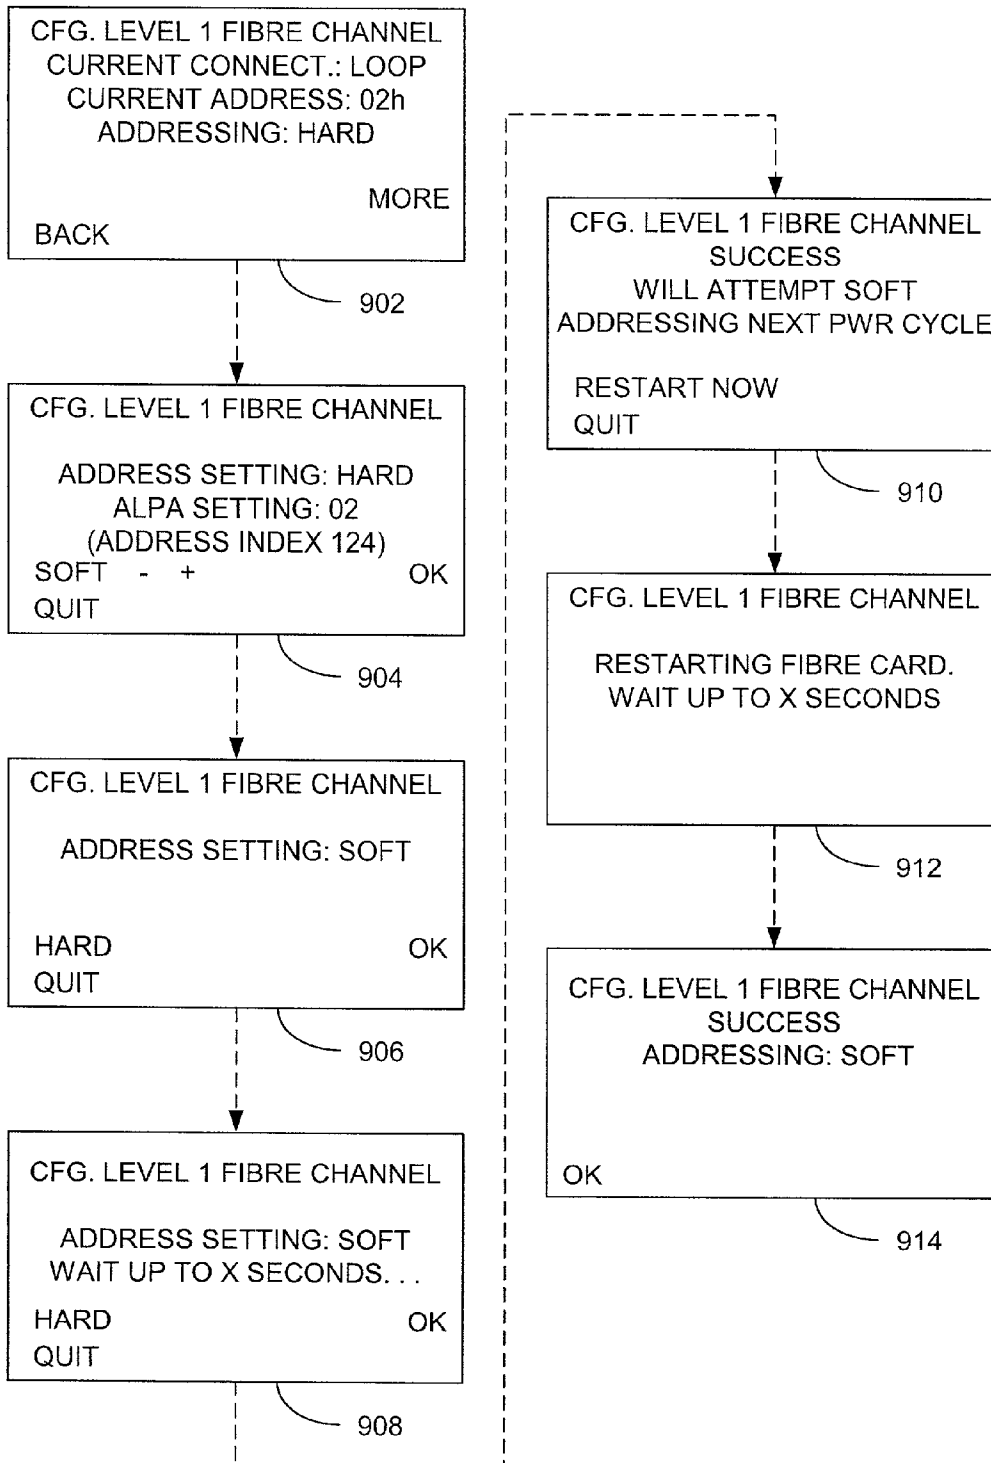 CFG. LEVEL 1 FIBRE CHANNEL
CURRENT CONNECT.: LOOP
CURRENT ADDRESS: 02h
ADDRESSING: HARD
MORE
BACK
902
CFG. LEVEL 1 FIBRE CHANNEL
ADDRESS SETTING: HARD
ALPA SETTING: 02
(ADDRESS INDEX 124)
SOFT - + OK
QUIT
904
CFG. LEVEL 1 FIBRE CHANNEL
ADDRESS SETTING: SOFT
HARD OK
QUIT
906
CFG. LEVEL 1 FIBRE CHANNEL
ADDRESS SETTING: SOFT
WAIT UP TO X SECONDS. . .
HARD OK
QUIT
908
CFG. LEVEL 1 FIBRE CHANNEL
SUCCESS
WILL ATTEMPT SOFT
ADDRESSING NEXT PWR CYCLE
RESTART NOW
QUIT
910
CFG. LEVEL 1 FIBRE CHANNEL
RESTARTING FIBRE CARD.
WAIT UP TO X SECONDS
912
CFG. LEVEL 1 FIBRE CHANNEL
SUCCESS
ADDRESSING: SOFT
OK
914